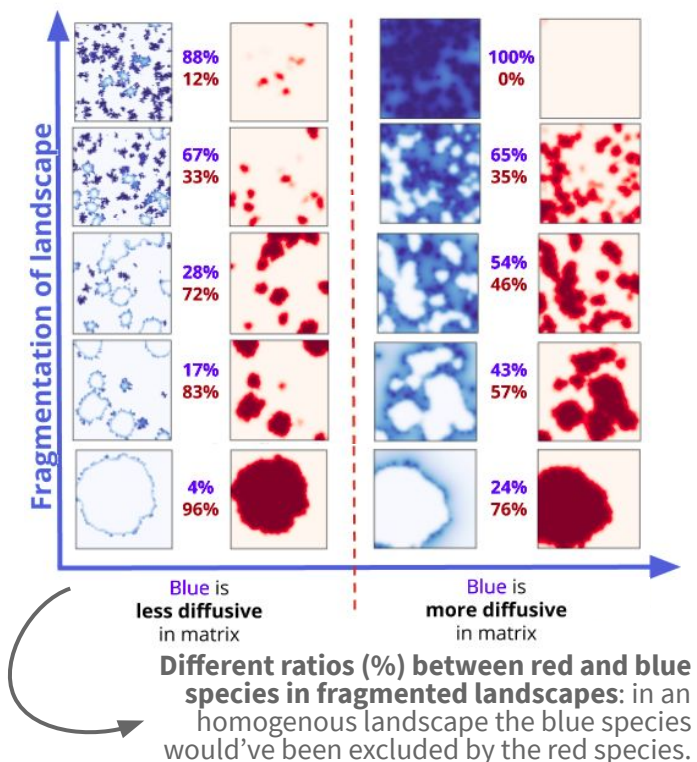 Fragmentation of landscape
88%
12%
100%
0%
67%
33%
65%
35%
28%
72%
54%
46%
17%
83%
43%
57%
4%
96%
24%
76%
Blue is
less diffusive
in matrix
Blue is
more diffusive
in matrix
Different ratios (%) between red and blue
species in fragmented landscapes: in an
homogenous landscape the blue species
would've been excluded by the red species.